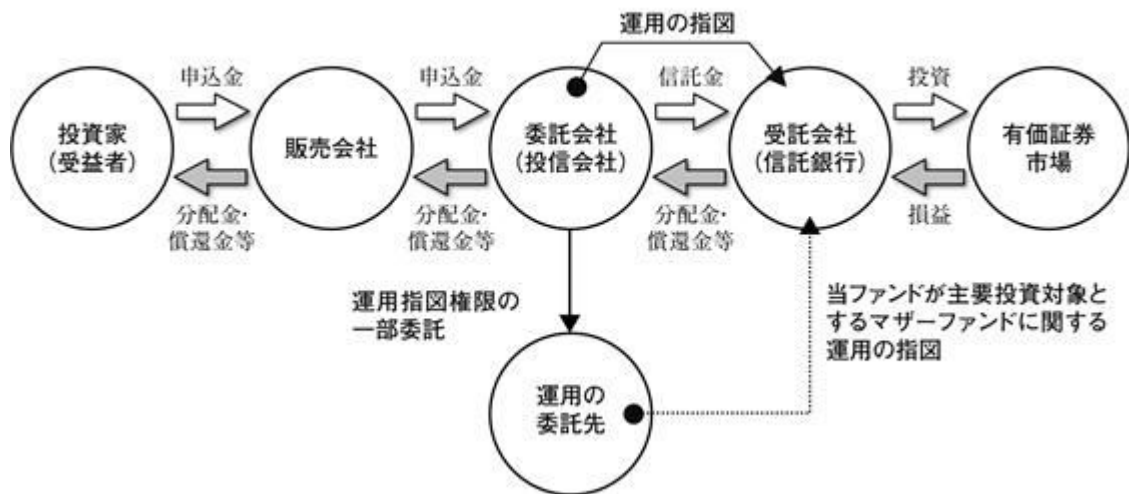 運用の指図
申込金
申込金
信託金
投資
投資家
(受益者)
販売会社
委託会社
(投信会社)
受託会社
(信託銀行)
有価証券
市場
分配金・
償還金等
分配金・
償還金等
分配金・
償還金等
損益
運用指図権限の
一部委託
当ファンドが主要投資対象と
するマザーファンドに関する
運用の指図
運用の
委託先